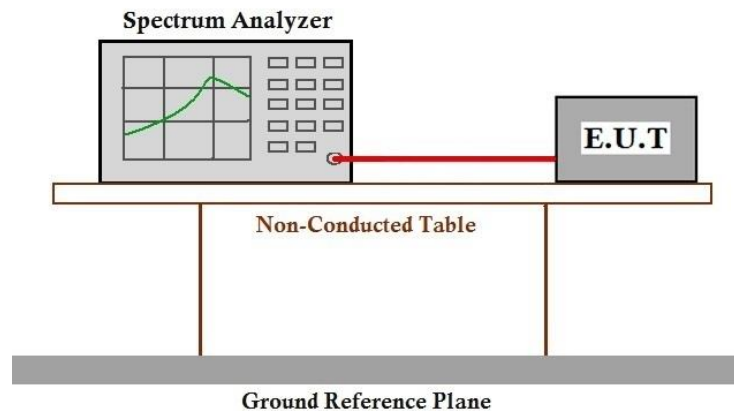 Spectrum Analyzer
E.U.T
Non-Conducted Table
Ground Reference Plane